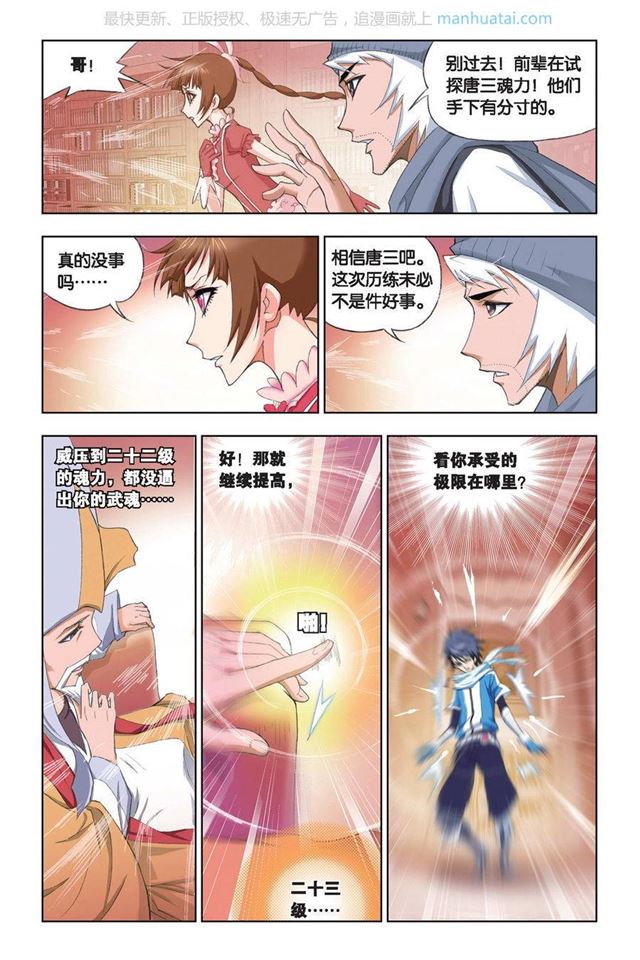 最快更新、正版授权、极速无广告，追漫画就上 manhuatai.com
哥！
别过去！前辈在试
探唐三魂力！他们
手下有分寸的。
真的没事
吗……
相信唐三吧。
这次历练未必
不是件好事。
威压到二十二级
的魂力，都没逼
出你的武魂……
好！那就
继续提高，
啪！
二十三
级……
看你承受的
极限在哪里？